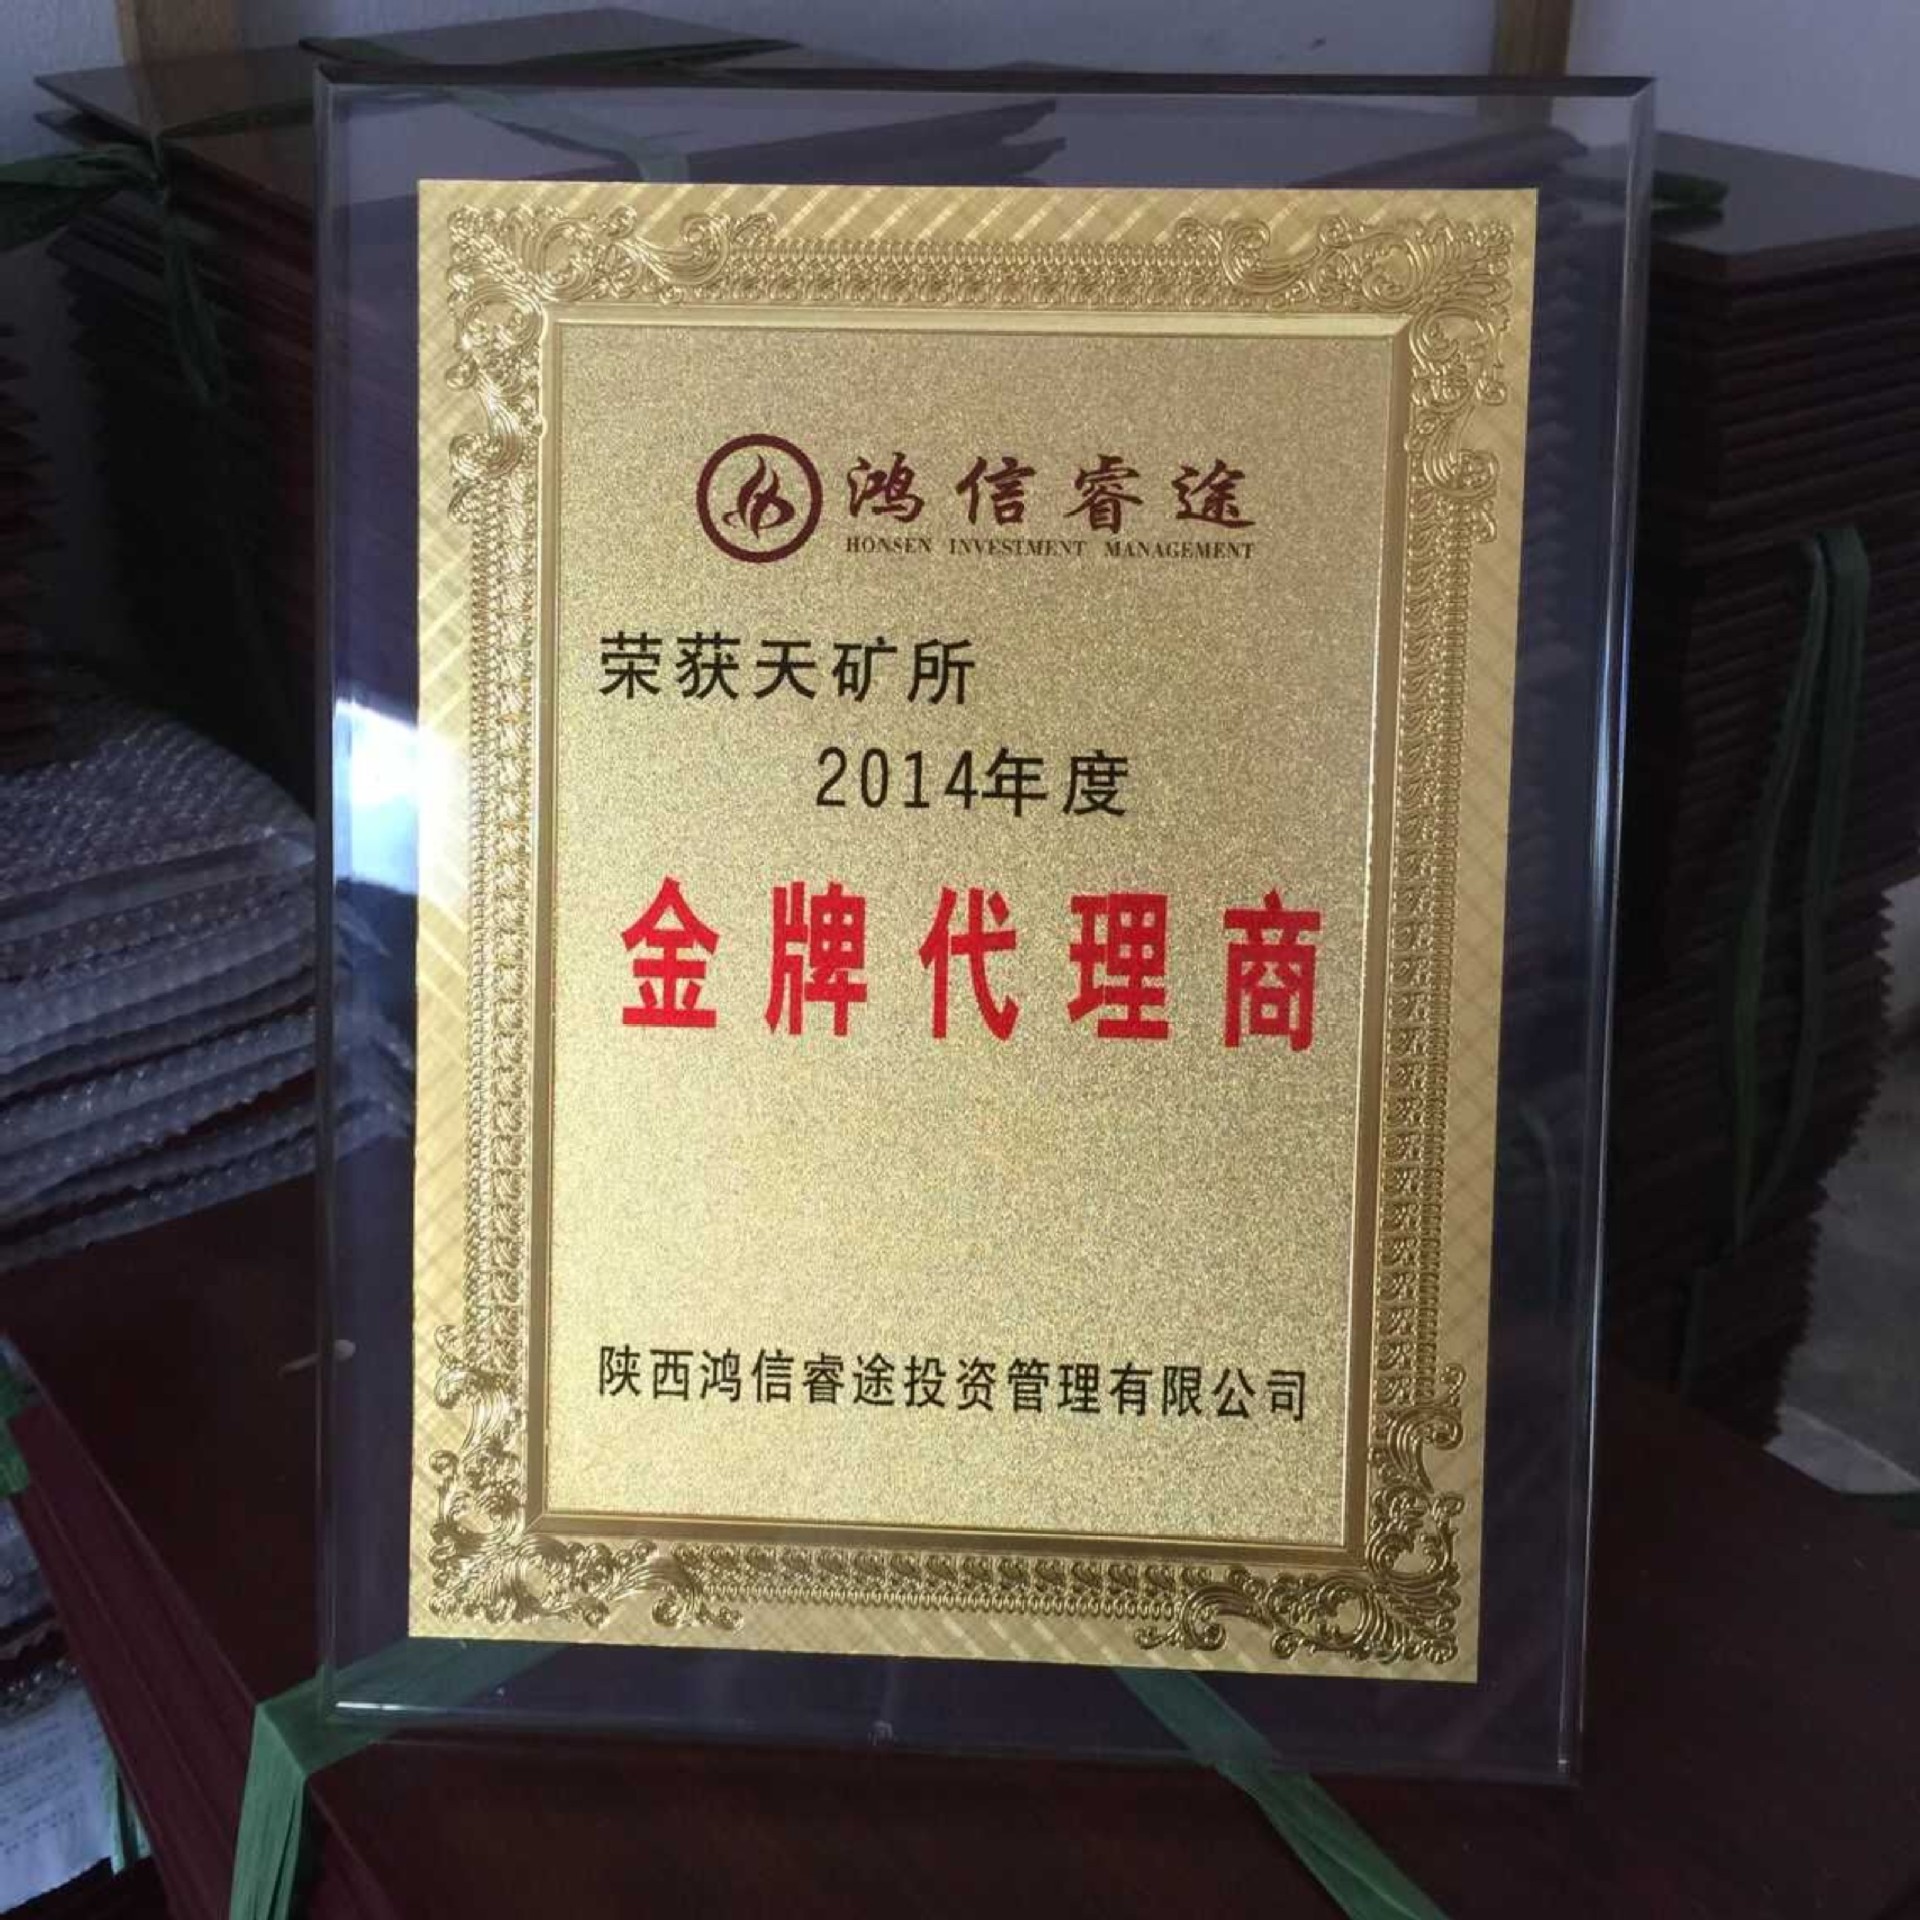 鸿信睿途
HONSEN INVESTMENT MANAGEMENT
荣获天矿所
2014年度
金牌代理商
陕西鸿信睿途投资管理有限公司